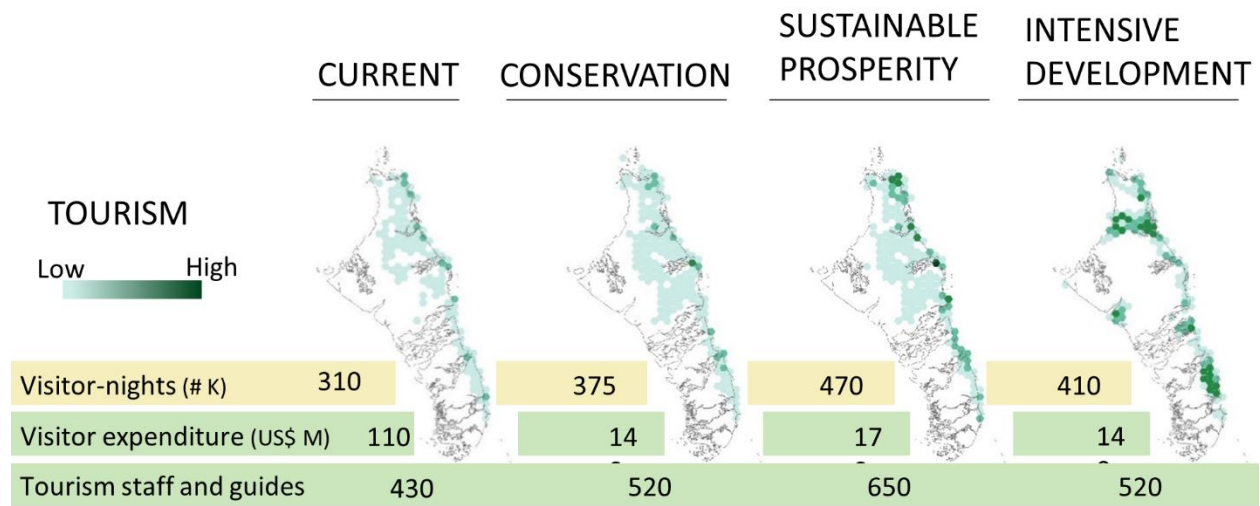 CURRENT
CONSERVATION
SUSTAINABLE
PROSPERITY
INTENSIVE
DEVELOPMENT
TOURISM
Low High
Visitor-nights (# K) 310 375 470 410
Visitor expenditure (US$ M) 110 14 17 14
Tourism staff and guides 430 520 650 520